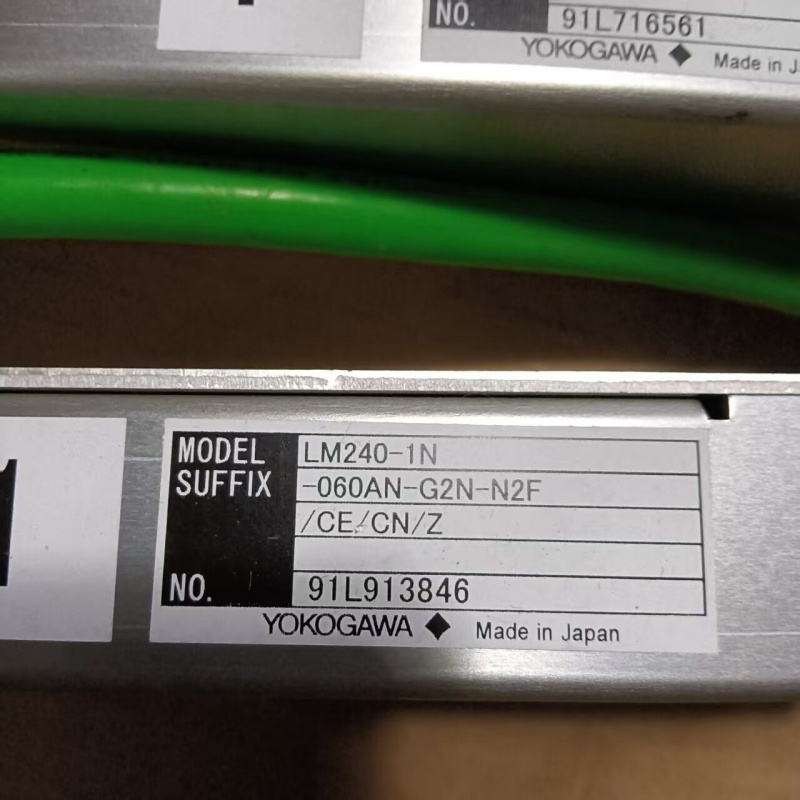 NO. 91L716561
YOKOGAWA ◆ Made in J
MODEL LM240-1N
SUFFIX -060AN-G2N-N2F
/CE/CN/Z
NO. 91L913846
YOKOGAWA ◆ Made in Japan
1